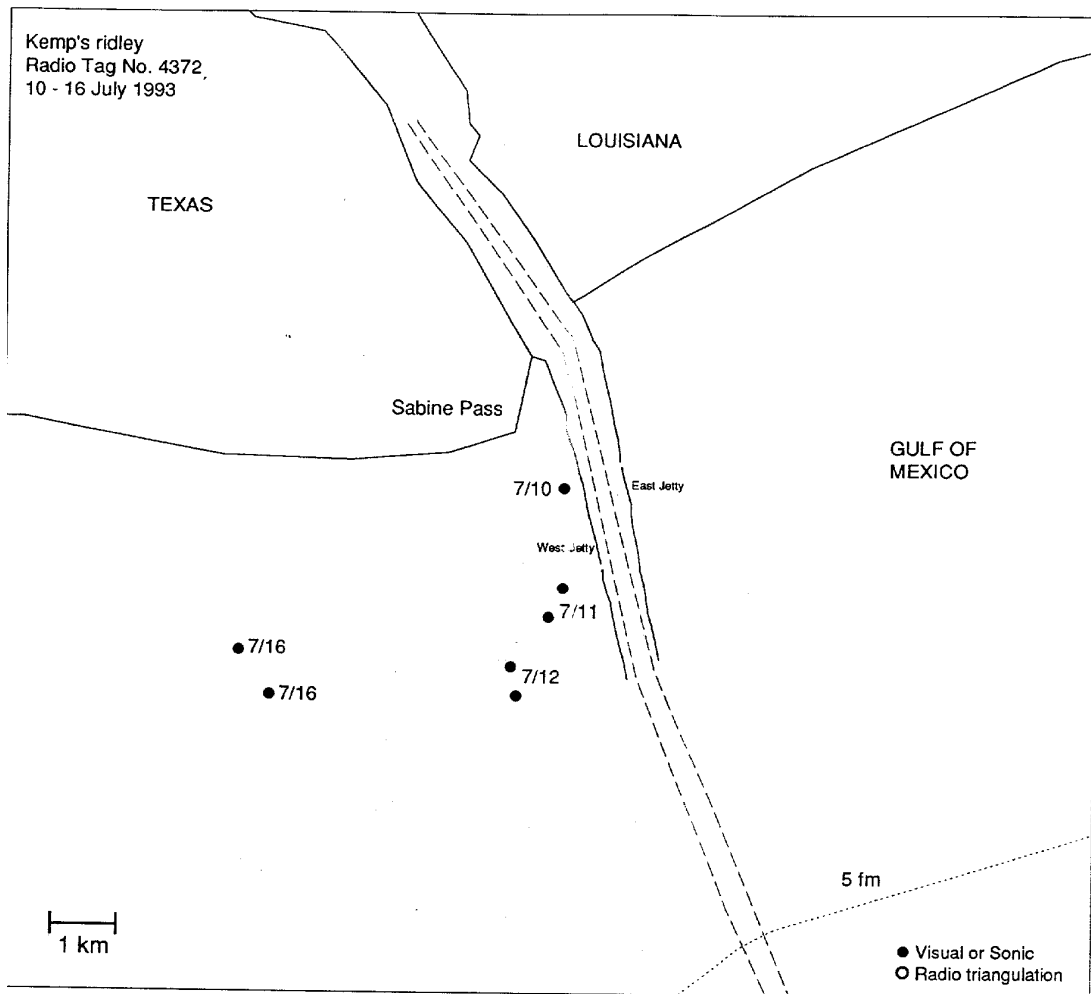 Kemp's ridley
Radio Tag No. 4372
10 - 16 July 1993
LOUISIANA
TEXAS
Sabine Pass
GULF OF
MEXICO
7/10
East Jetty
West Jetty
7/11
7/16
7/12
7/16
5 fm
1 km
Visual or Sonic
Radio triangulation